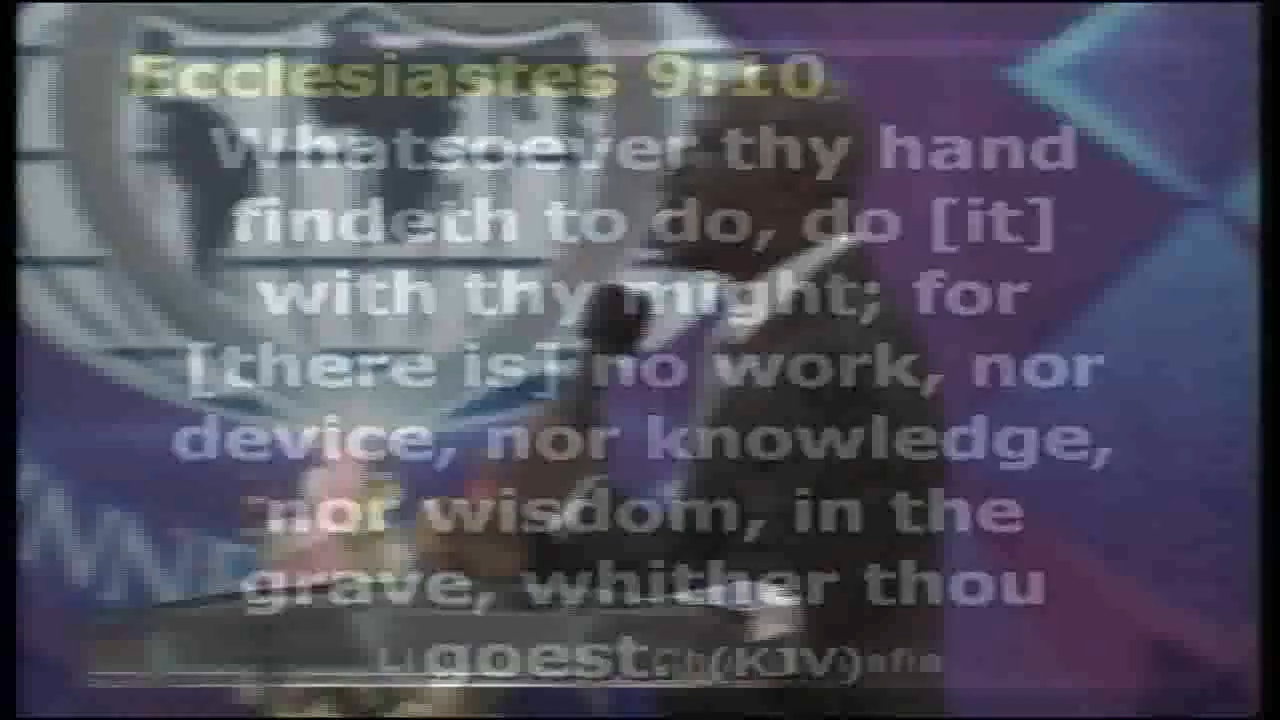 Ecclesiastes 9:10
Whatsoever thy hand
findeth to do, do [it]
with thy might; for
[there is] no work, nor
device, nor knowledge,
nor wisdom, in the
grave, whither thou
goest. (KJV)